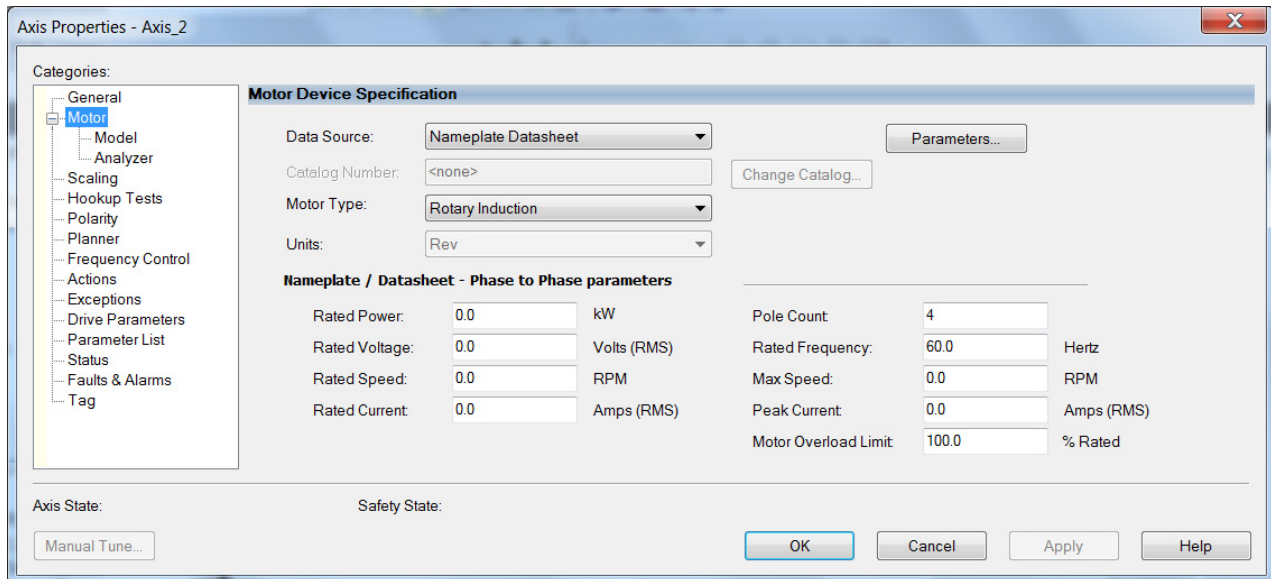 Axis Properties - Axis_2
Categories:
General
Motor
Model
Analyzer
Scaling
Hookup Tests
Polarity
Planner
Frequency Control
Actions
Exceptions
Drive Parameters
Parameter List
Status
Faults & Alarms
Tag
Motor Device Specification
Data Source: Nameplate Datasheet Parameters...
Catalog Number: <none> Change Catalog...
Motor Type: Rotary Induction
Units: Rev
Nameplate / Datasheet - Phase to Phase parameters
Rated Power: 0.0 kW
Rated Voltage: 0.0 Volts (RMS)
Rated Speed: 0.0 RPM
Rated Current: 0.0 Amps (RMS)
Pole Count: 4
Rated Frequency: 60.0 Hertz
Max Speed: 0.0 RPM
Peak Current: 0.0 Amps (RMS)
Motor Overload Limit: 100.0 % Rated
Axis State: Safety State:
Manual Tune... OK Cancel Apply Help